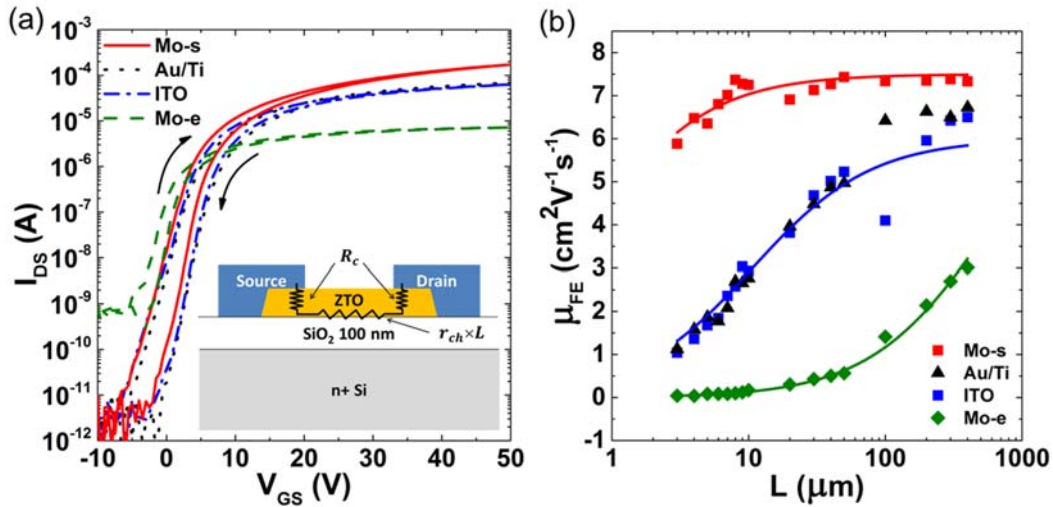 (a)
10⁻³
10⁻⁴
10⁻⁵
10⁻⁶
10⁻⁷
10⁻⁸
10⁻⁹
10⁻¹⁰
10⁻¹¹
10⁻¹²
I_DS (A)
Mo-s
Au/Ti
ITO
Mo-e
Source
R_c
Drain
ZTO
SiO₂ 100 nm
r_ch×L
n+ Si
-10 0 10 20 30 40 50
V_GS (V)
(b)
9
8
7
6
5
4
3
2
1
0
-1
μ_FE (cm²V⁻¹s⁻¹)
Mo-s
Au/Ti
ITO
Mo-e
1 10 100 1000
L (μm)